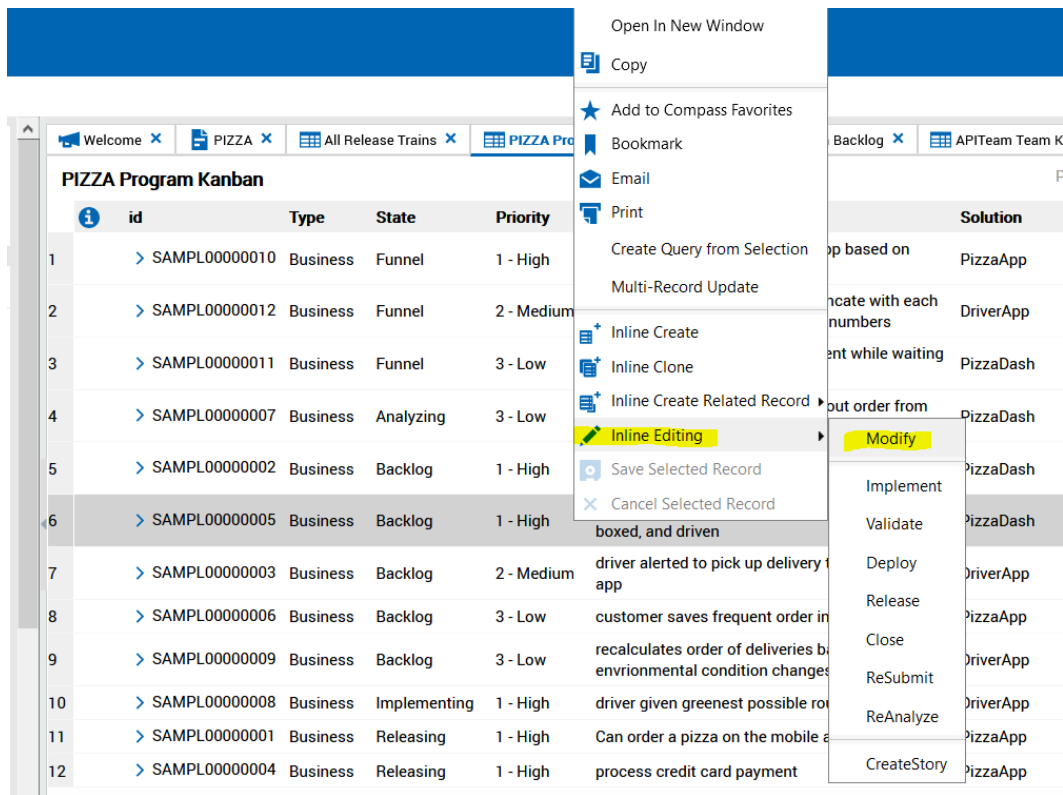 Open In New Window
Copy
Add to Compass Favorites
Bookmark
Email
Print
Create Query from Selection
Multi-Record Update
Inline Create
Inline Clone
Inline Create Related Record
Inline Editing
Save Selected Record
Cancel Selected Record
Modify
Implement
Validate
Deploy
Release
Close
ReSubmit
ReAnalyze
CreateStory
Welcome PIZZA All Release Trains PIZZA Pro Backlog APITeam Team K
PIZZA Program Kanban P
id Type State Priority Solution
1 SAMPL00000010 Business Funnel 1 - High pp based on PizzaApp
2 SAMPL00000012 Business Funnel 2 - Medium ncate with each
numbers DriverApp
3 SAMPL00000011 Business Funnel 3 - Low ent while waiting PizzaDash
4 SAMPL00000007 Business Analyzing 3 - Low out order from PizzaDash
5 SAMPL00000002 Business Backlog 1 - High PizzaDash
6 SAMPL00000005 Business Backlog 1 - High boxed, and driven PizzaDash
7 SAMPL00000003 Business Backlog 2 - Medium driver alerted to pick up delivery
app DriverApp
8 SAMPL00000006 Business Backlog 3 - Low customer saves frequent order in PizzaApp
9 SAMPL00000009 Business Backlog 3 - Low recalculates order of deliveries ba
envrionmental condition changes DriverApp
10 SAMPL00000008 Business Implementing 1 - High driver given greenest possible rou DriverApp
11 SAMPL00000001 Business Releasing 1 - High Can order a pizza on the mobile a PizzaApp
12 SAMPL00000004 Business Releasing 1 - High process credit card payment PizzaApp